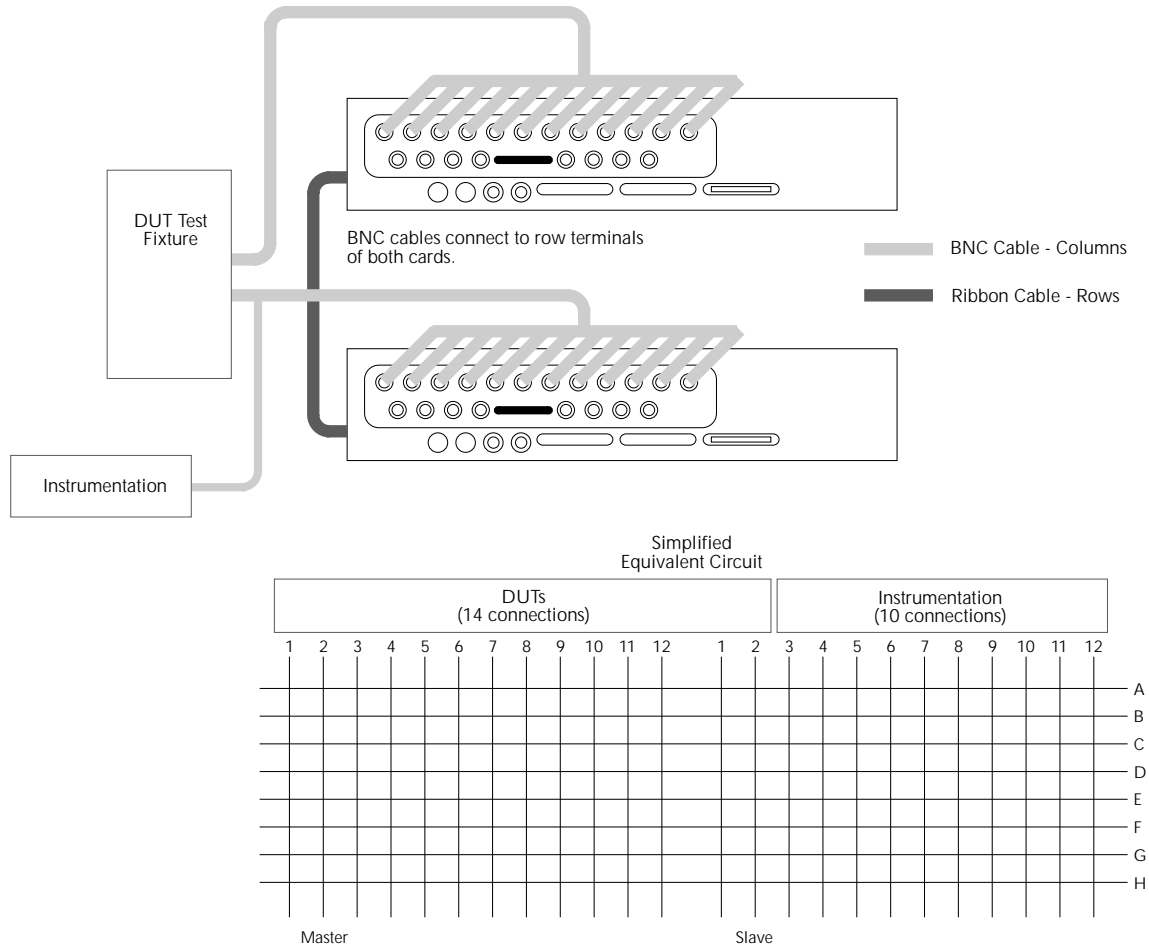 DUT Test
Fixture
BNC cables connect to row terminals
of both cards.
BNC Cable - Columns
Ribbon Cable - Rows
Instrumentation
Simplified
Equivalent Circuit
DUTs
(14 connections)
Instrumentation
(10 connections)
1 2 3 4 5 6 7 8 9 10 11 12 1 2 3 4 5 6 7 8 9 10 11 12
A
B
C
D
E
F
G
H
Master Slave